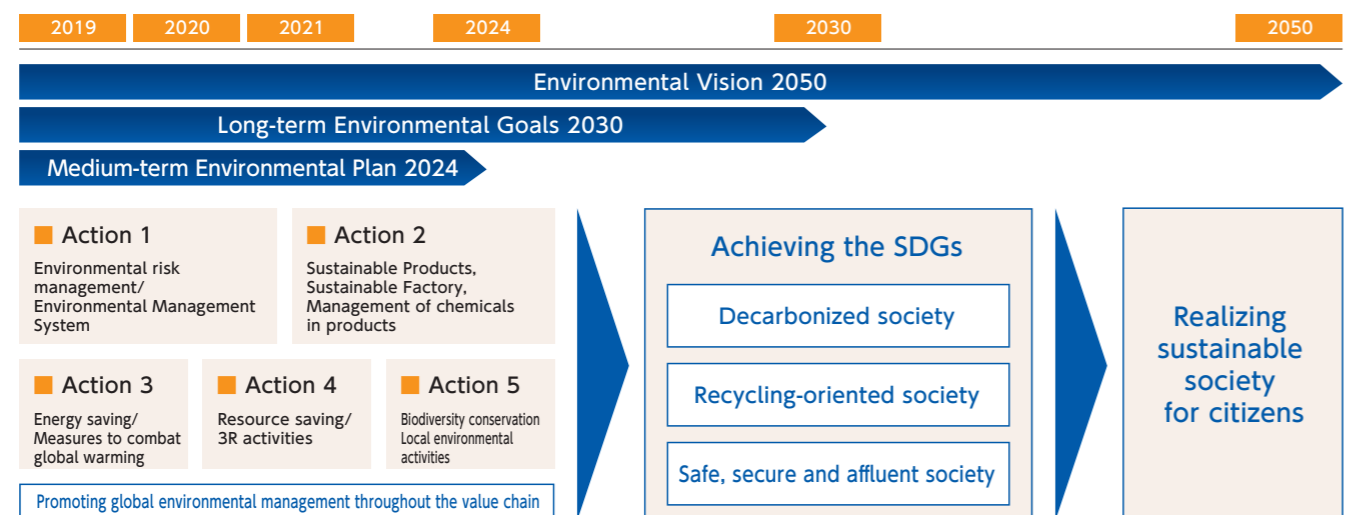 2019 2020 2021 2024 2030 2050
Environmental Vision 2050
Long-term Environmental Goals 2030
Medium-term Environmental Plan 2024
Action 1
Environmental risk
management/
Environmental Management
System
Action 2
Sustainable Products,
Sustainable Factory,
Management of chemicals
in products
Action 3
Energy saving/
Measures to combat
global warming
Action 4
Resource saving/
3R activities
Action 5
Biodiversity conservation
Local environmental
activities
Promoting global environmental management throughout the value chain
Achieving the SDGs
Decarbonized society
Recycling-oriented society
Safe, secure and affluent society
Realizing
sustainable
society
for citizens